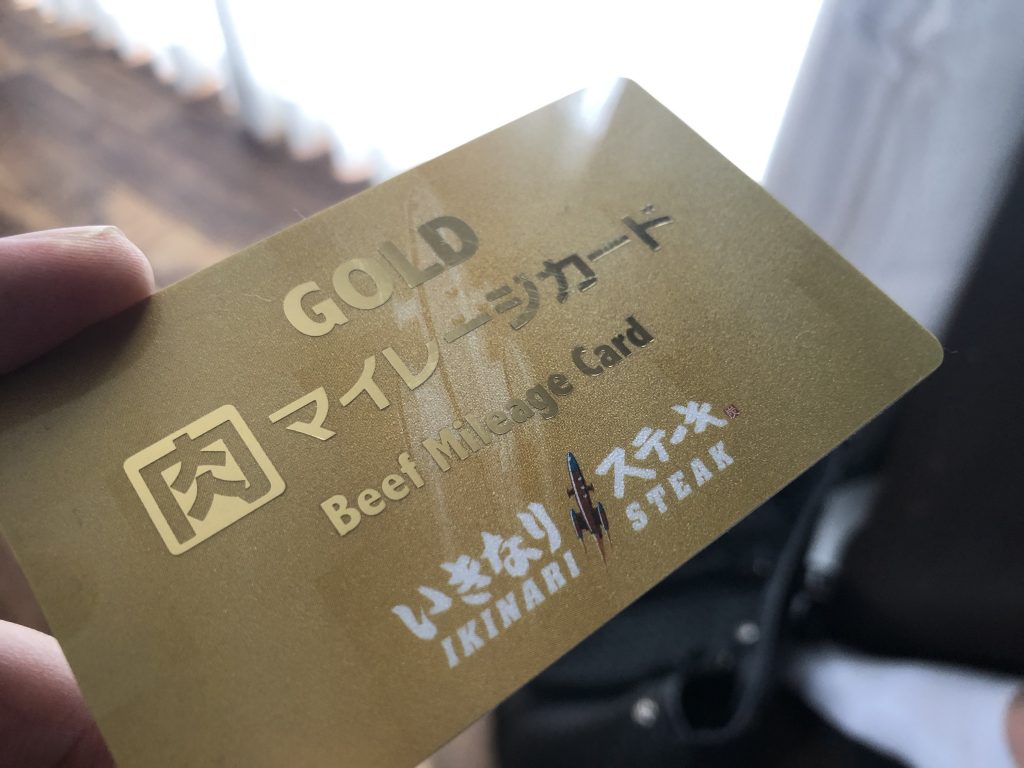 GOLD
肉 マイレージカード
Beef Mileage Card
いきなり ステーキ
IKINARI STEAK